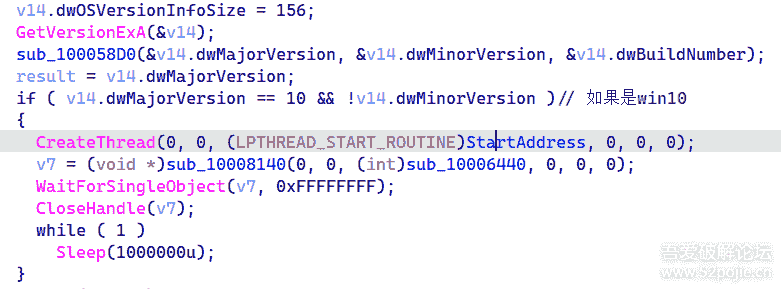 v14.dwOSVersionInfoSize = 156;
GetVersionExA(&v14);
sub_100058D0(&v14.dwMajorVersion, &v14.dwMinorVersion, &v14.dwBuildNumber);
result = v14.dwMajorVersion;
if ( v14.dwMajorVersion == 10 && !v14.dwMinorVersion )// 如果是win10
{
CreateThread(0, 0, (LPTHREAD_START_ROUTINE)StartAddress, 0, 0, 0);
v7 = (void *)sub_10008140(0, 0, (int)sub_10006440, 0, 0, 0);
WaitForSingleObject(v7, 0xFFFFFFFF);
CloseHandle(v7);
while ( 1 )
Sleep(1000000u);
}
吾爱破解论坛
www.52pojie.cn